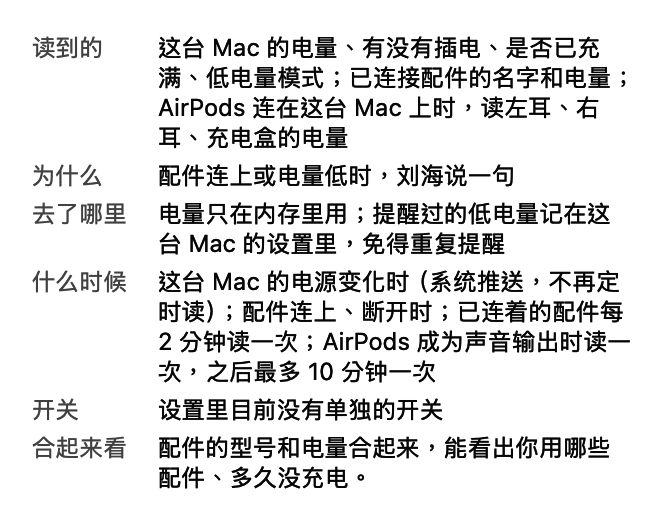 读到的 这台 Mac 的电量、有没有插电、是否已充
满、低电量模式；已连接配件的名字和电量；
AirPods 连在这台 Mac 上时，读左耳、右
耳、充电盒的电量
为什么 配件连上或电量低时，刘海说一句
去了哪里 电量只在内存里用；提醒过的低电量记在这
台 Mac 的设置里，免得重复提醒
什么时候 这台 Mac 的电源变化时（系统推送，不再定
时读）；配件连上、断开时；已连着的配件每
2 分钟读一次；AirPods 成为声音输出时读一
次，之后最多 10 分钟一次
开关 设置里目前没有单独的开关
合起来看 配件的型号和电量合起来，能看出你用哪些
配件、多久没充电。